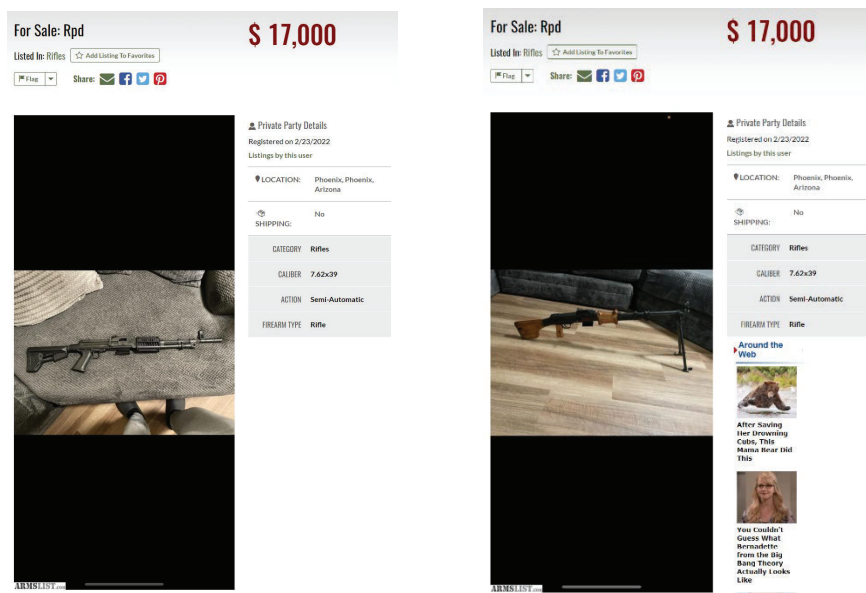 For Sale: Rpd
$ 17,000
Listed In: Rifles
Add Listing To Favorites
Flag
Share:
Private Party Details
Registered on 2/23/2022
Listings by this user
LOCATION: Phoenix, Phoenix,
Arizona
SHIPPING: No
CATEGORY Rifles
CALIBER 7.62x39
ACTION Semi-Automatic
FIREARM TYPE Rifle
ARMSLIST.com
For Sale: Rpd
$ 17,000
Listed In: Rifles
Add Listing To Favorites
Flag
Share:
Private Party Details
Registered on 2/23/2022
Listings by this user
LOCATION: Phoenix, Phoenix,
Arizona
SHIPPING: No
CATEGORY Rifles
CALIBER 7.62x39
ACTION Semi-Automatic
FIREARM TYPE Rifle
Around the
Web
After Saving
Her Drowning
Cubs, This
Mama Bear Did
This
You Couldn't
Guess What
Bernadette
from the Big
Bang Theory
Actually Looks
Like
ARMSLIST.com